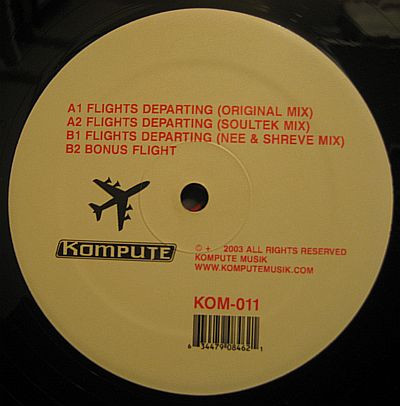 A1 FLIGHTS DEPARTING (ORIGINAL MIX)
A2 FLIGHTS DEPARTING (SOULTEK MIX)
B1 FLIGHTS DEPARTING (NEE & SHREVE MIX)
B2 BONUS FLIGHT
KOMPUTE
© + 2003 ALL RIGHTS RESERVED
KOMPUTE MUSIK
WWW.KOMPUTEMUSIK.COM
KOM-011
6 34479 08462 1